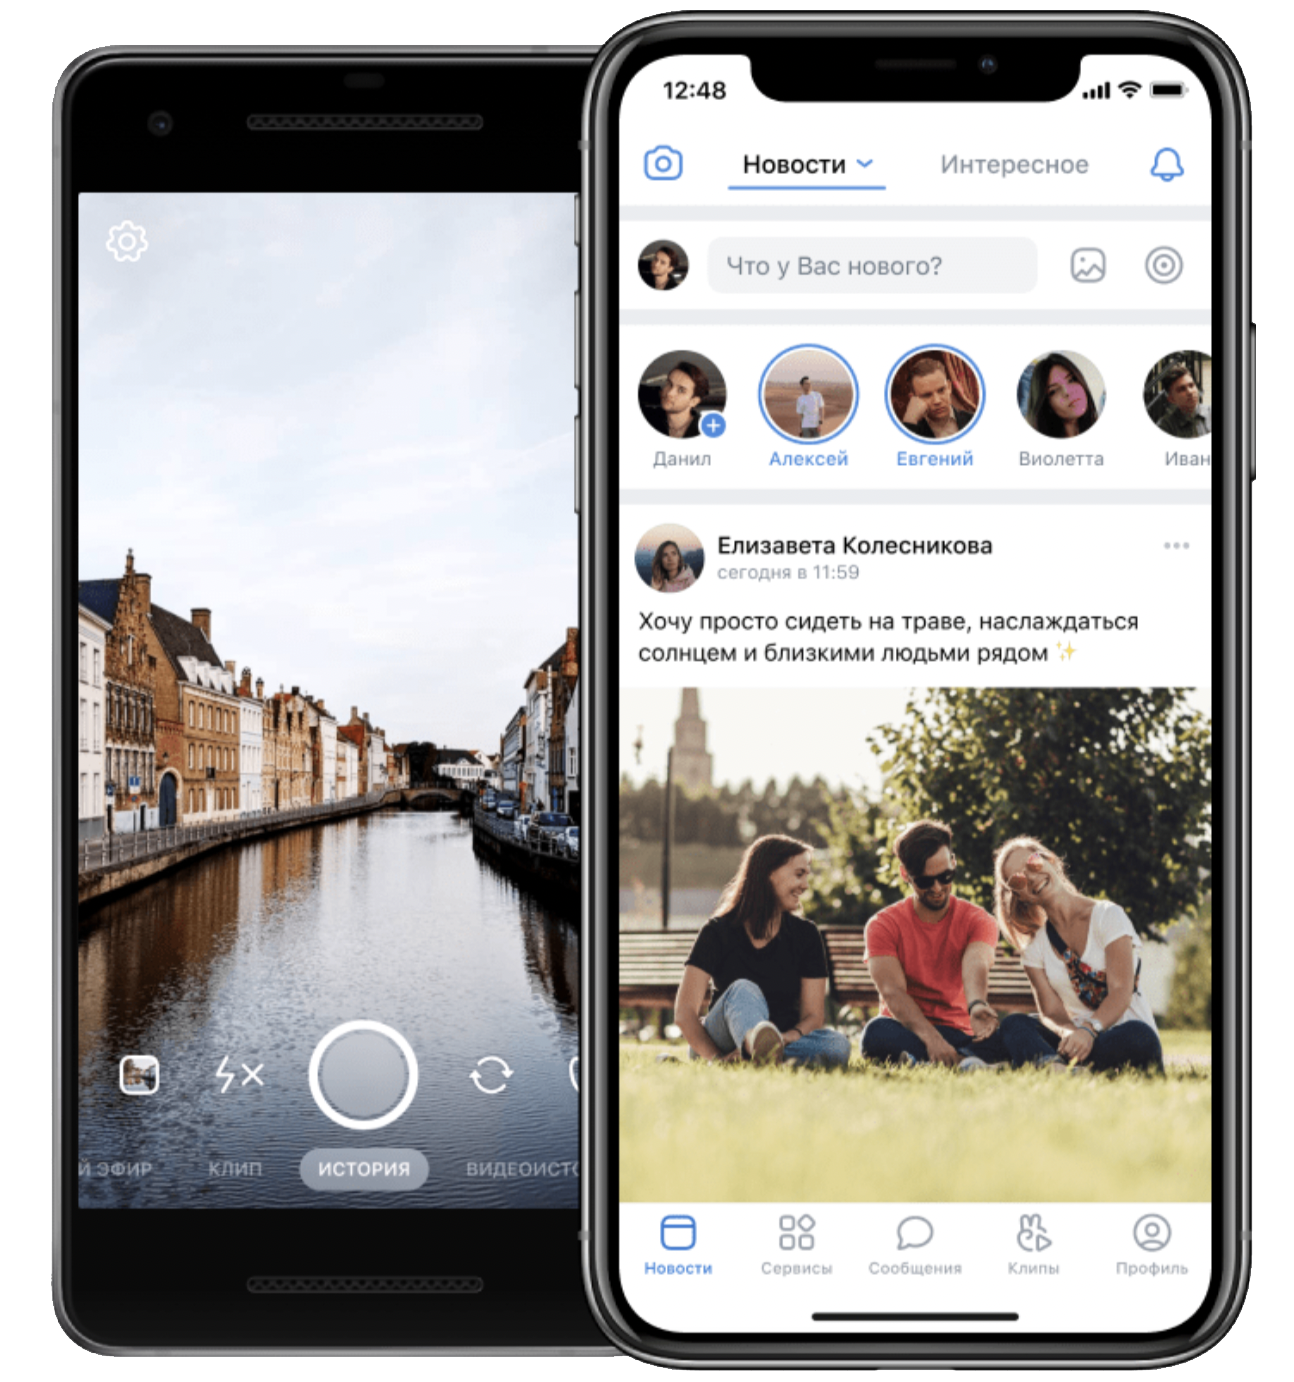 12:48
Новости
Интересное
Что у Вас нового?
Данил
Алексей
Евгений
Виолетта
Иван
Елизавета Колесникова
сегодня в 11:59
Хочу просто сидеть на траве, наслаждаться
солнцем и близкими людьми рядом ✨
Новости
Сервисы
Сообщения
Клипы
Профиль
Й ЭФИР
КЛИП
ИСТОРИЯ
ВИДЕОИСТО